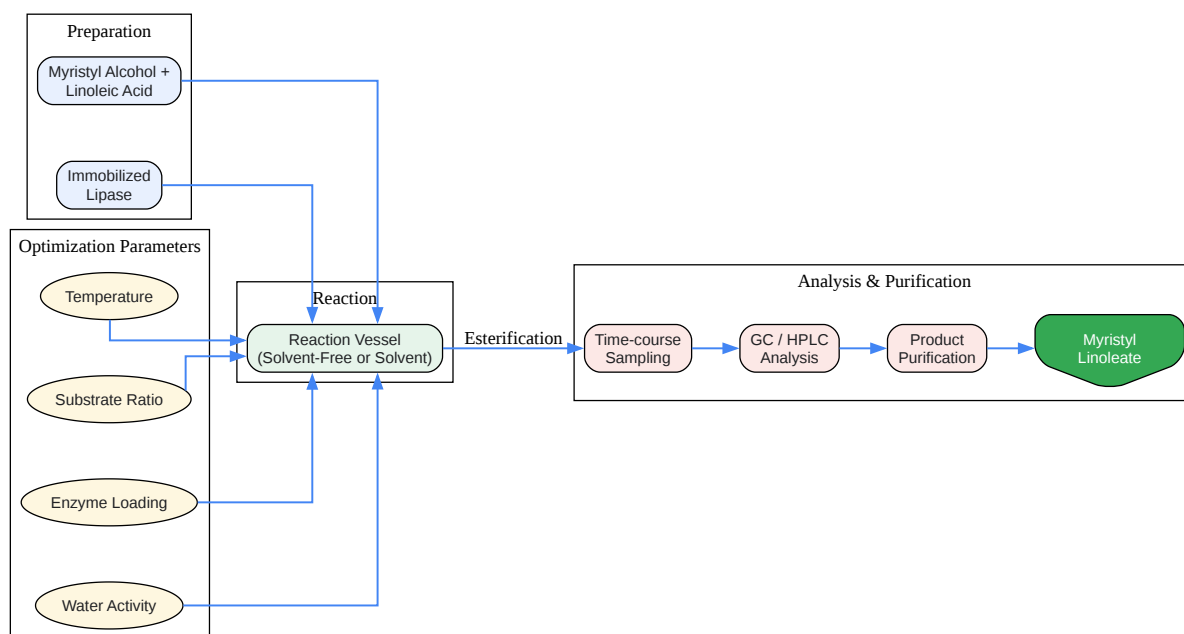 Preparation
Myristyl Alcohol +
Linoleic Acid
Immobilized
Lipase
Optimization Parameters
Temperature
Substrate Ratio
Enzyme Loading
Water Activity
Reaction
Reaction Vessel
(Solvent-Free or Solvent)
Esterification
Analysis & Purification
Time-course
Sampling
GC / HPLC
Analysis
Product
Purification
Myristyl
Linoleate